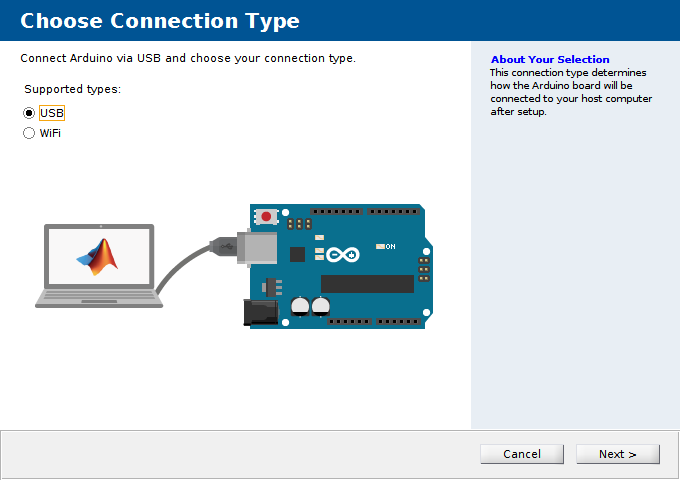 Choose Connection Type
Connect Arduino via USB and choose your connection type.
Supported types:
USB
WiFi
ON
About Your Selection
This connection type determines
how the Arduino board will be
connected to your host computer
after setup.
Cancel
Next >